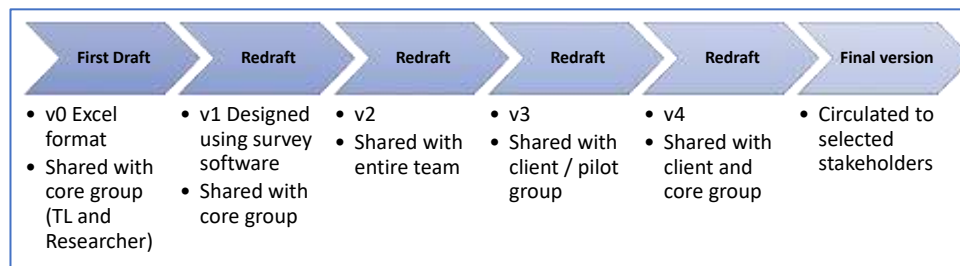 First Draft
Redraft
Redraft
Redraft
Redraft
Final version
• v0 Excel
format
• Shared with
core group
(TL and
Researcher)
• v1 Designed
using survey
software
• Shared with
core group
• v2
• Shared with
entire team
• v3
• Shared with
client / pilot
group
• v4
• Shared with
client and
core group
• Circulated to
selected
stakeholders